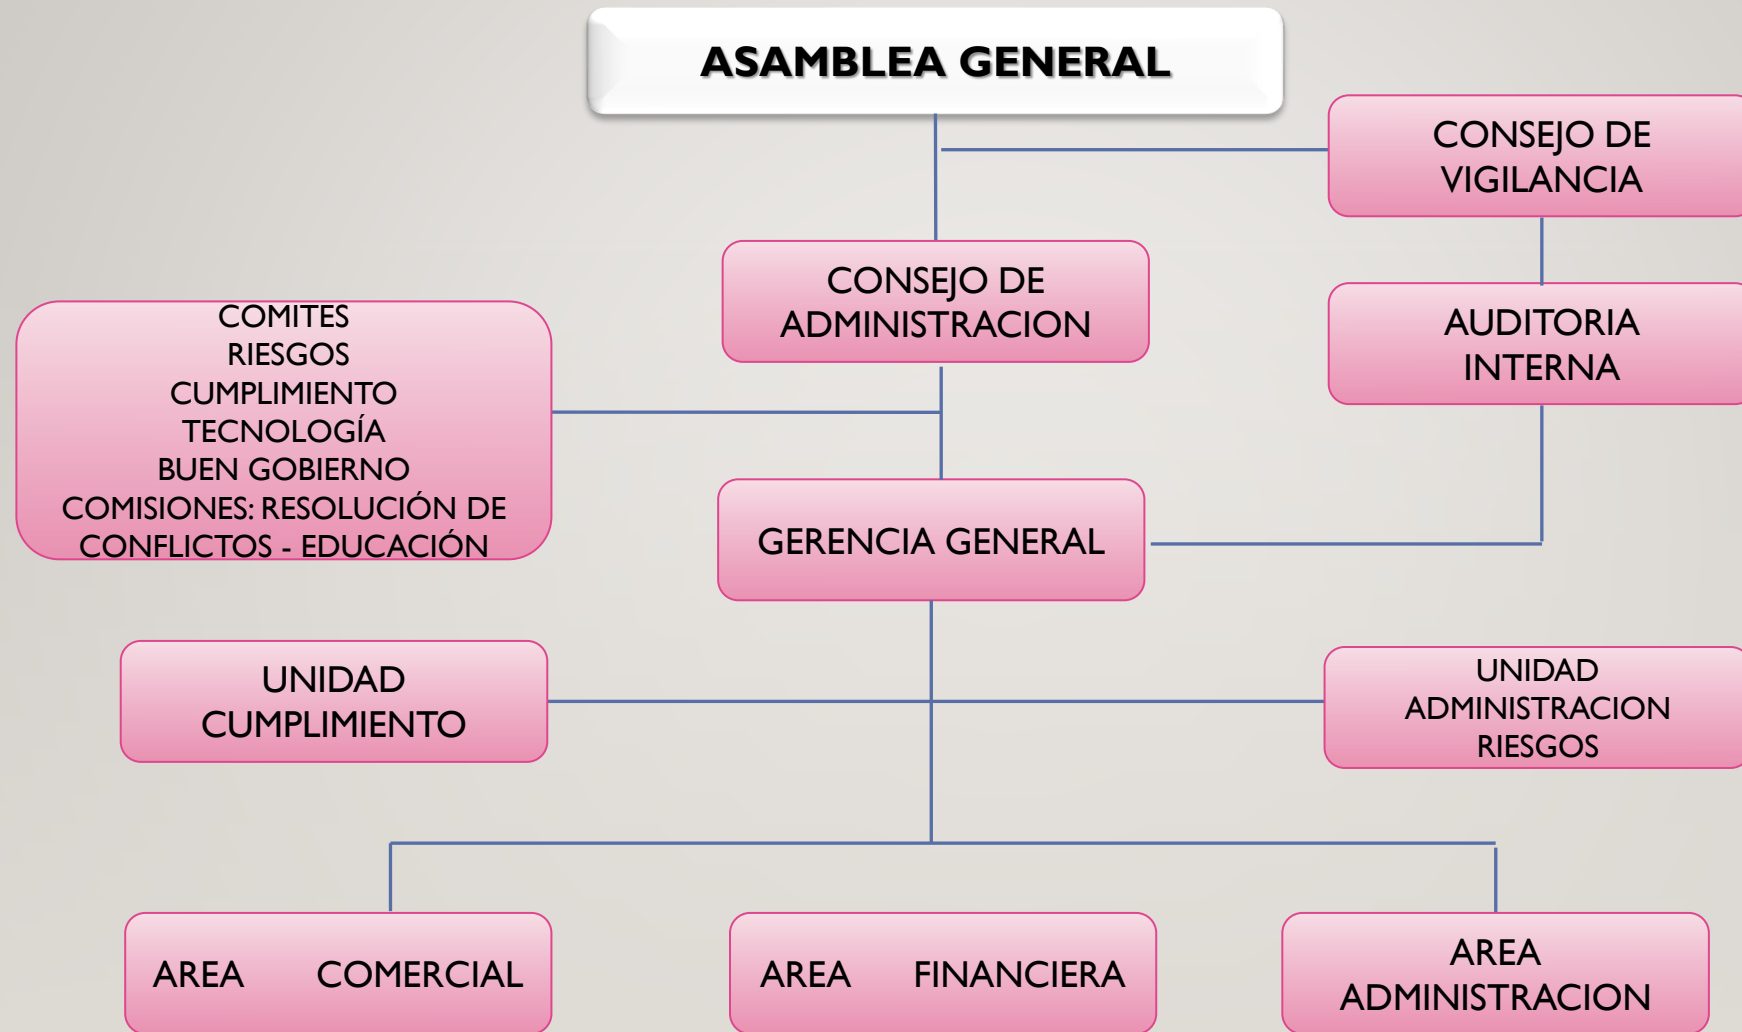 ASAMBLEA GENERAL
CONSEJO DE
VIGILANCIA
CONSEJO DE
ADMINISTRACION
AUDITORIA
INTERNA
COMITES
RIESGOS
CUMPLIMIENTO
TECNOLOGÍA
BUEN GOBIERNO
COMISIONES: RESOLUCIÓN DE
CONFLICTOS - EDUCACIÓN
GERENCIA GENERAL
UNIDAD
CUMPLIMIENTO
UNIDAD
ADMINISTRACION
RIESGOS
AREA COMERCIAL
AREA FINANCIERA
AREA
ADMINISTRACION